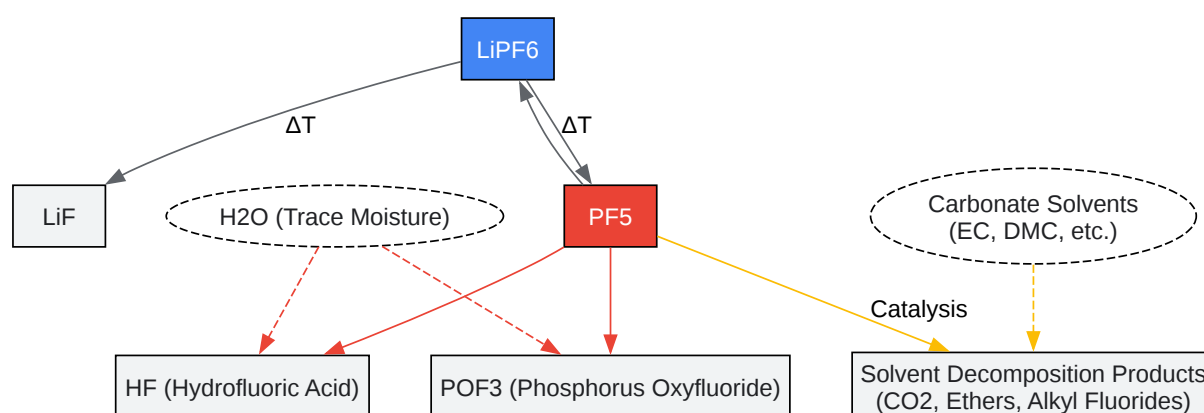 LiPF6
ΔT
ΔT
LiF
H2O (Trace Moisture)
PF5
Carbonate Solvents
(EC, DMC, etc.)
Catalysis
HF (Hydrofluoric Acid)
POF3 (Phosphorus Oxyfluoride)
Solvent Decomposition Products
(CO2, Ethers, Alkyl Fluorides)